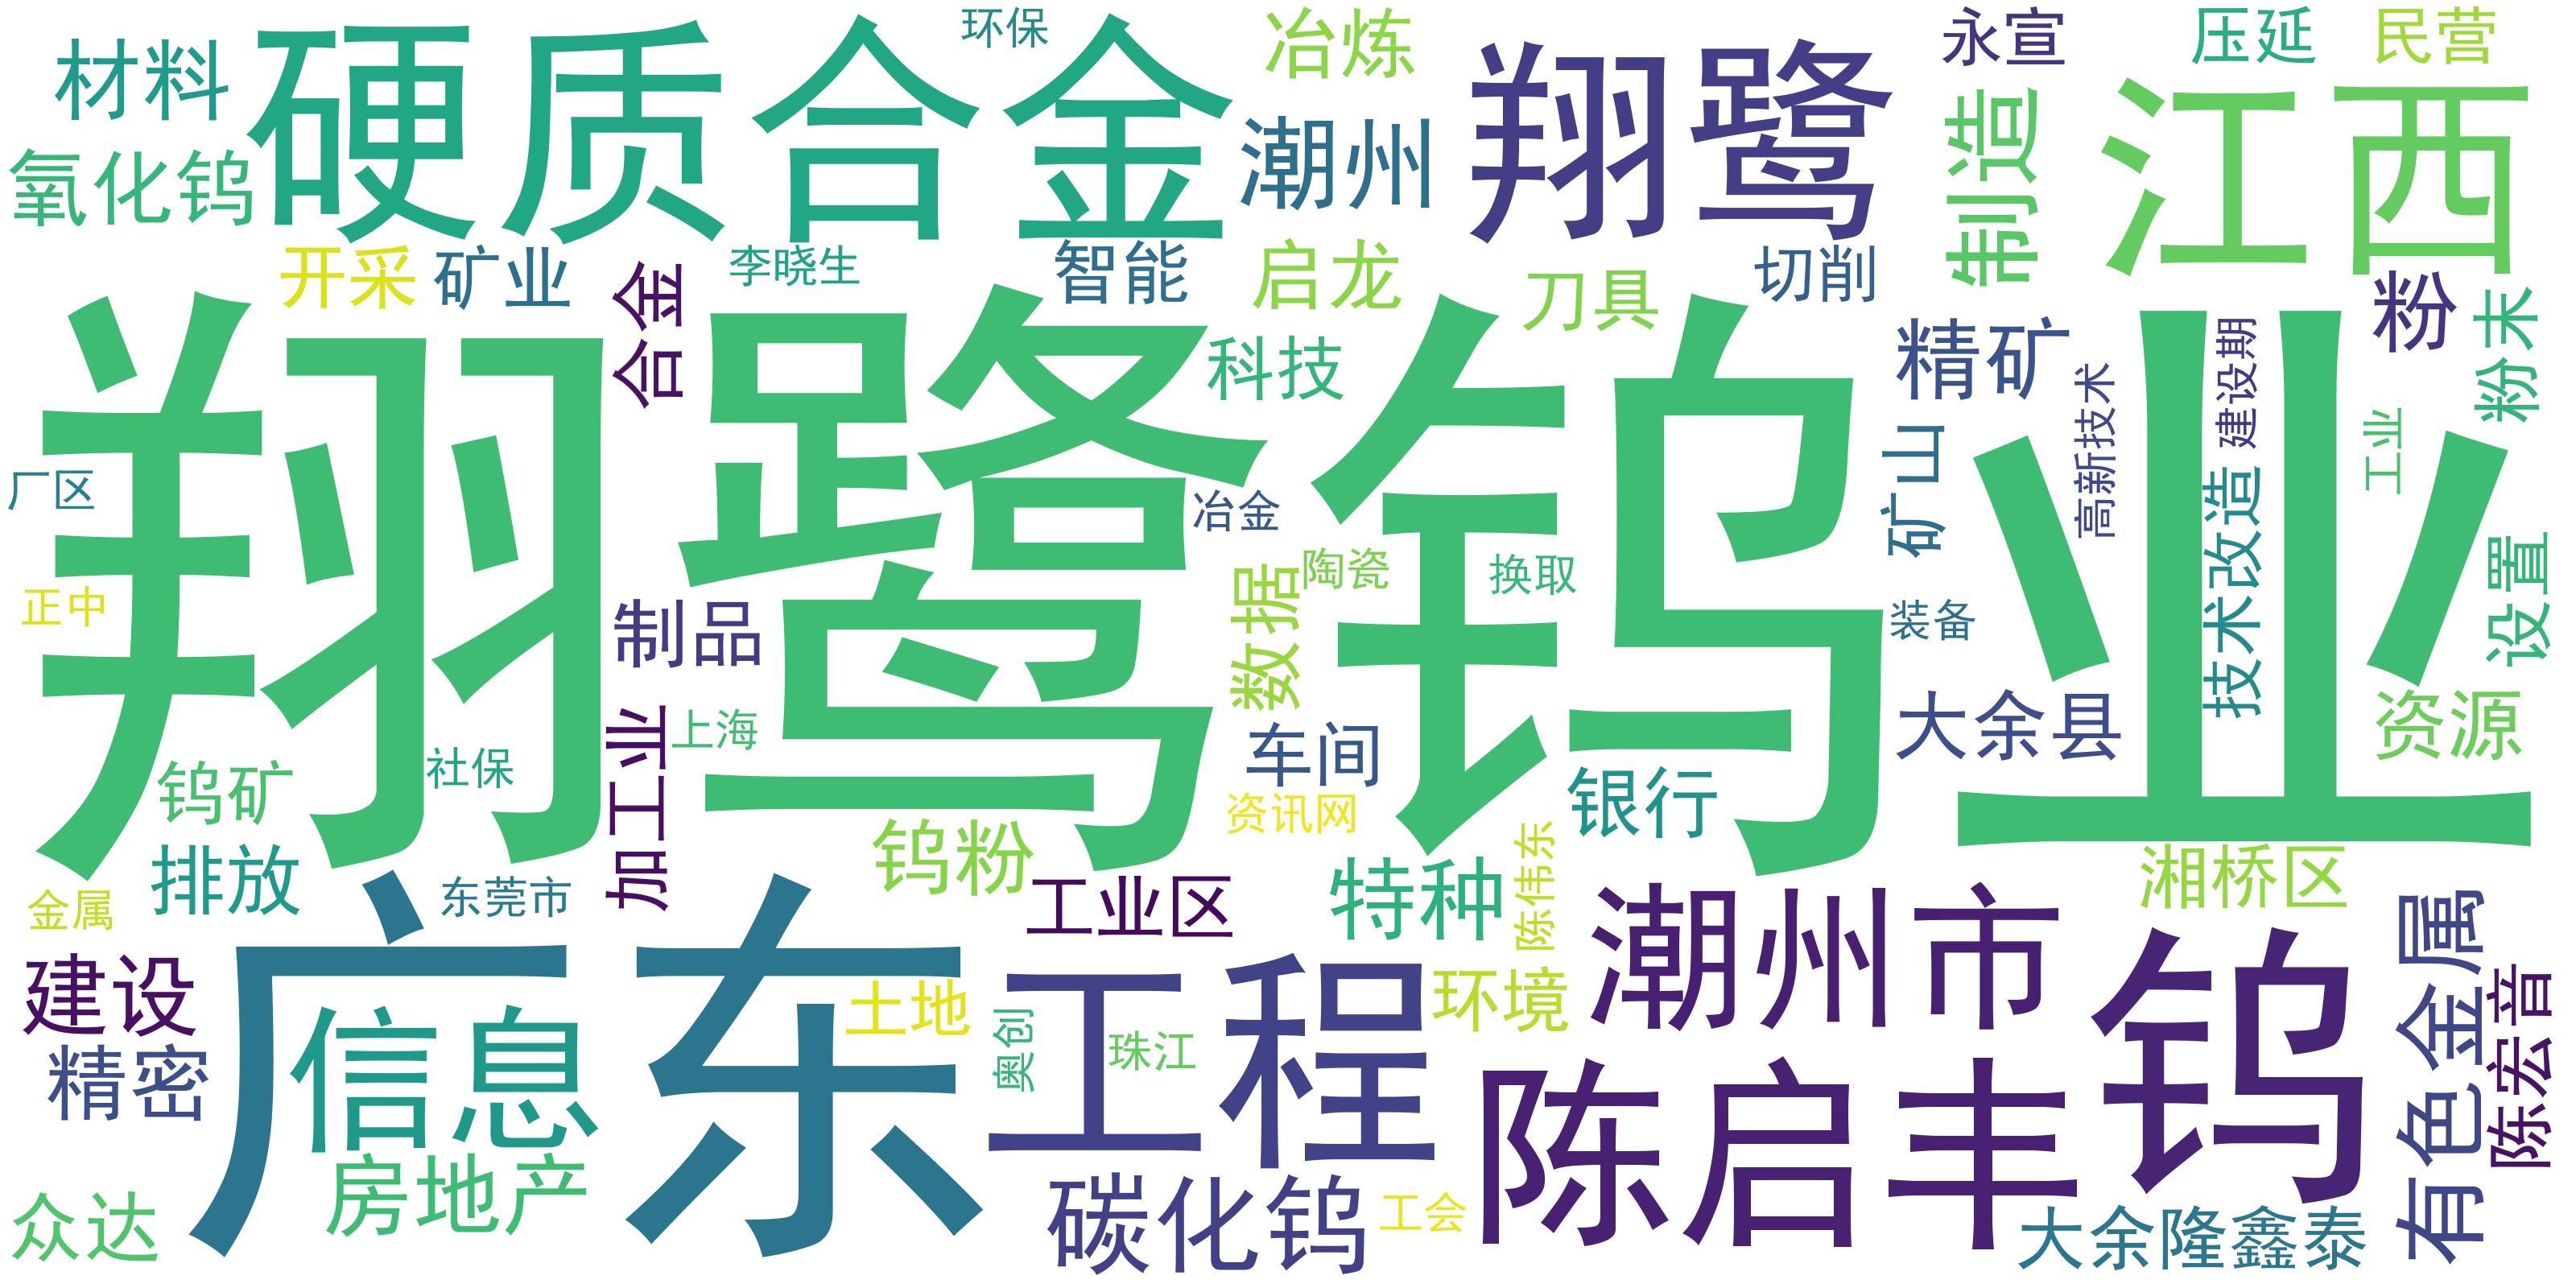 材料
硬质合金
环保
冶炼
翔鹭
永宣
压延
民营
氧化钨
潮州
制造
江西
开采
矿业
合金
李晓生
智能
启龙
刀具
切削
粉
粉末
翔鹭钨业
科技
精矿
建设期
高新技术
工业
矿山
厂区
冶金
技术改造
正中
制品
数据
陶瓷
换取
装备
设置
加工业
上海
社保
车间
大余县
资源
钨矿
资讯网
银行
排放
钨粉
特种
陈伟东
湘桥区
金属
东莞市
工业区
潮州市
有色金属
广东
建设
信息
土地
工程
环境
钨
陈宏音
奥创
珠江
精密
陈启丰
房地产
众达
碳化钨
工会
大余隆鑫泰